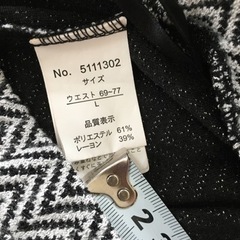 No. 5111302
サイズ
ウエスト 69-77
L
品質表示
ポリエステル 61%
レーヨン 39%
2